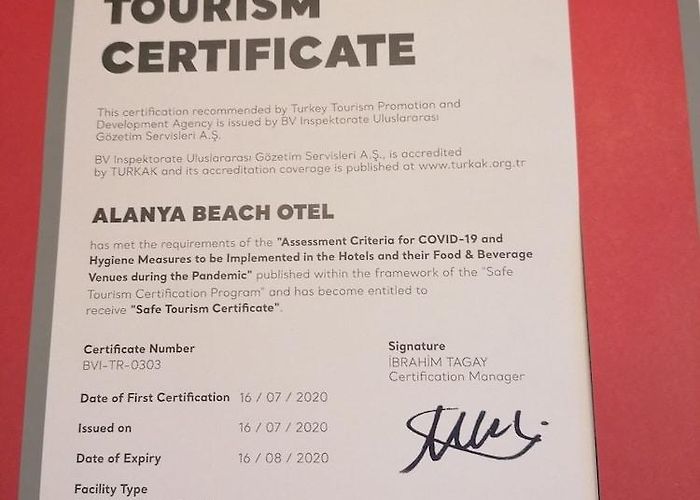 TOURISM
CERTIFICATE
This certification recommended by Turkey Tourism Promotion and
Development Agency is issued by BV Inspektorate Uluslararası
Gözetim Servisleri A.Ş.
BV Inspektorate Uluslararası Gözetim Servisleri A.Ş., is accredited
by TURKAK and its accreditation coverage is published at www.turkak.org.tr
ALANYA BEACH OTEL
has met the requirements of the "Assessment Criteria for COVID-19 and
Hygiene Measures to be Implemented in the Hotels and their Food & Beverage
Venues during the Pandemic" published within the framework of the "Safe
Tourism Certification Program" and has become entitled to
receive "Safe Tourism Certificate".
Certificate Number
BVI-TR-0303
Signature
İBRAHİM TAGAY
Certification Manager
Date of First Certification 16 / 07 / 2020
Issued on 16 / 07 / 2020
Date of Expiry 16 / 08 / 2020
Facility Type